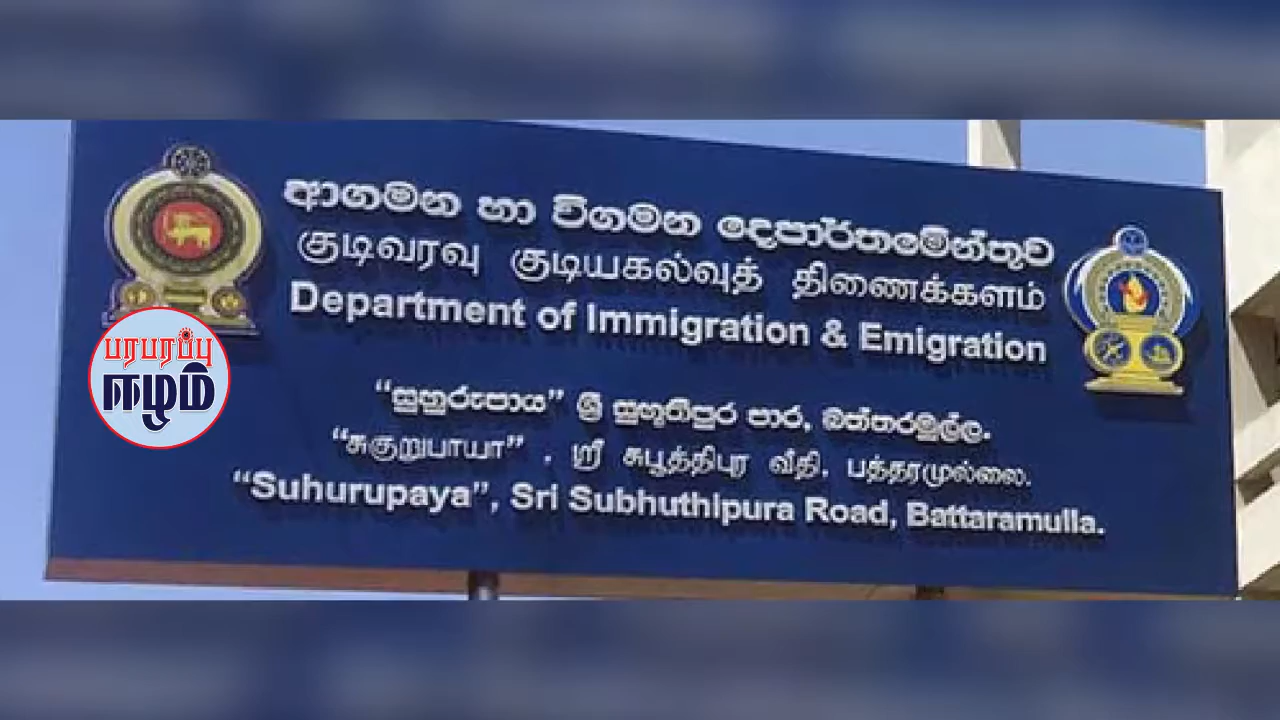 ආගමන හා විගමන දෙපාර්තමේන්තුව
குடிவரவு குடியகல்வுத் திணைக்களம்
Department of Immigration & Emigration
பரபரப்பு
ஈழம்
“සුහුරුපාය” ශ්‍රී සුභූතිපුර පාර, බත්තරමුල්ල.
“சுகுறுபாயா” . ஸ்ரீ சுபூத்திபுர வீதி. பத்தரமுல்லை.
“Suhurupaya”, Sri Subhuthipura Road, Battaramulla.